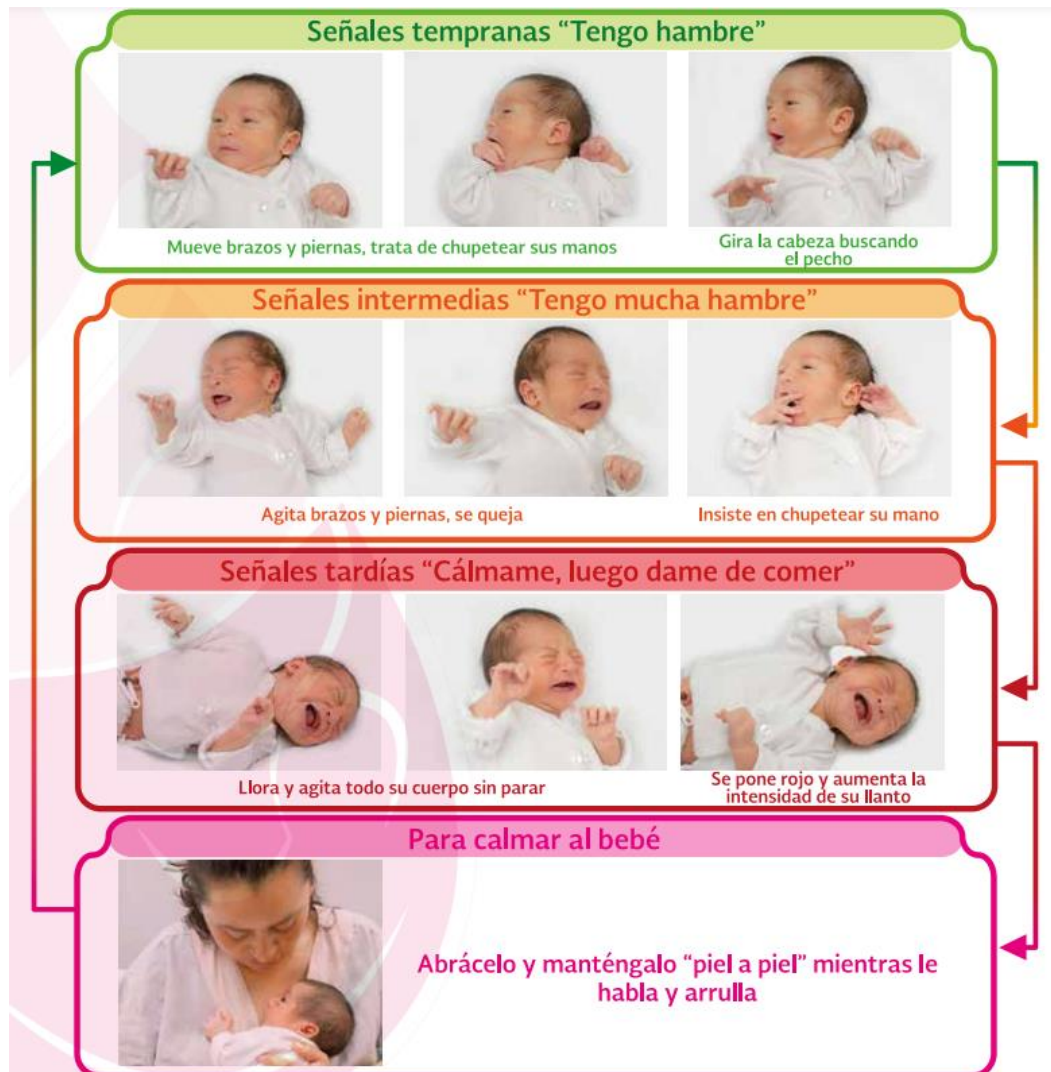 Señales tempranas “Tengo hambre”
Mueve brazos y piernas, trata de chupetear sus manos
Gira la cabeza buscando
el pecho
Señales intermedias “Tengo mucha hambre”
Agita brazos y piernas, se queja
Insiste en chupetear su mano
Señales tardías “Cálmame, luego dame de comer”
Llora y agita todo su cuerpo sin parar
Se pone rojo y aumenta la
intensidad de su llanto
Para calmar al bebé
Abrácelo y manténgalo “piel a piel” mientras le
habla y arrulla